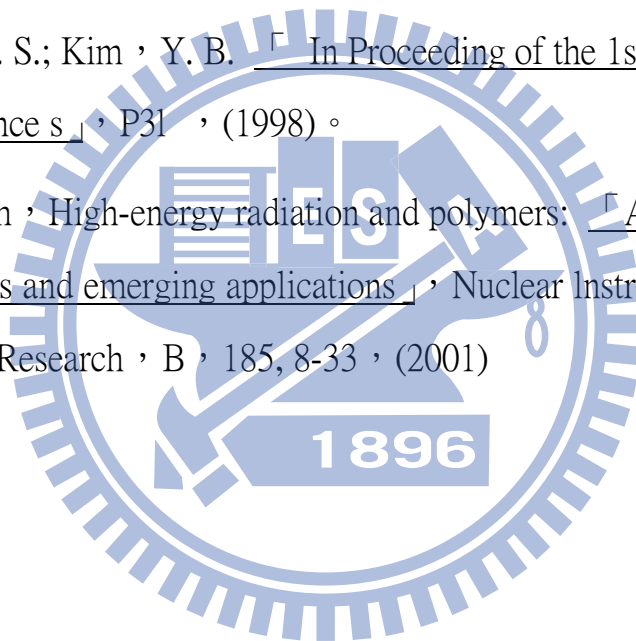 . S.; Kim，Y. B. 「 In Proceeding of the 1s
nce s」，P3l ，(1998)。
n，High-energy radiation and polymers: 「A
s and emerging applications」，Nuclear lnstr
Research，B，185, 8-33，(2001)
E S A
1896